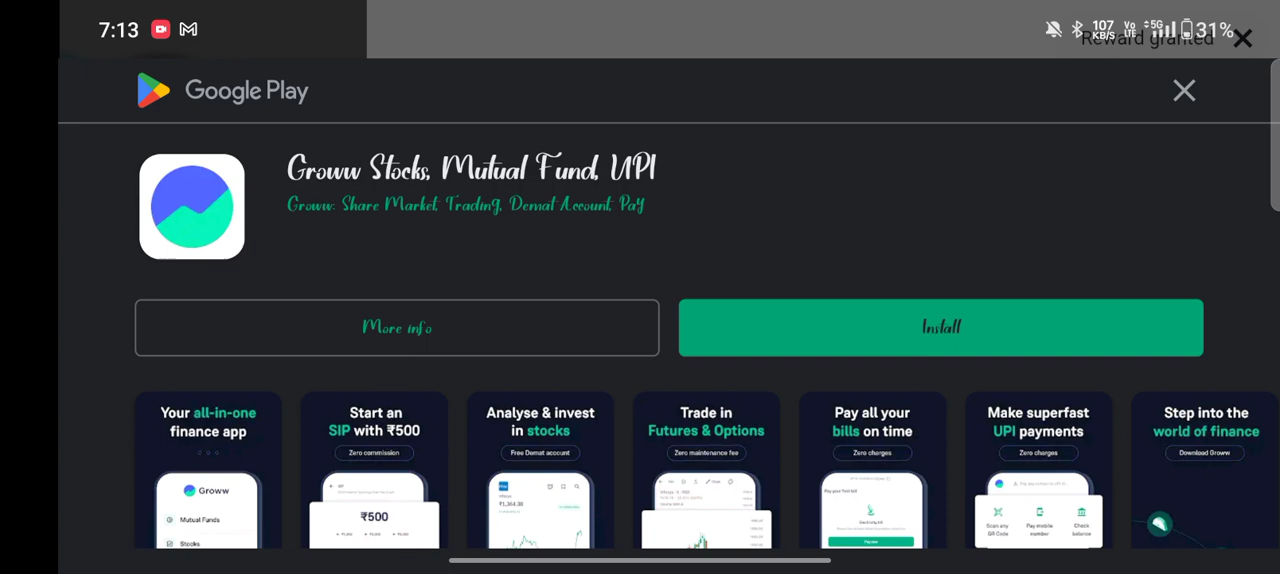 7:13
107 KB/S
Vo LTE
5G
31%
Reward granted
Google Play
Groww Stocks, Mutual Fund, UPI
Groww: Share Market, Trading, Demat Account, Pay
More info
Install
Your all-in-one
finance app
Groww
Mutual Funds
Stocks
Start an
SIP with ₹500
Zero commission
₹500
Analyse & invest
in stocks
Free Demat account
Trade in
Futures & Options
Zero maintenance fee
Pay all your
bills on time
Zero charges
Make superfast
UPI payments
Zero charges
Scan any
QR Code
Pay mobile
number
Check
balance
Step into the
world of finance
Download Groww